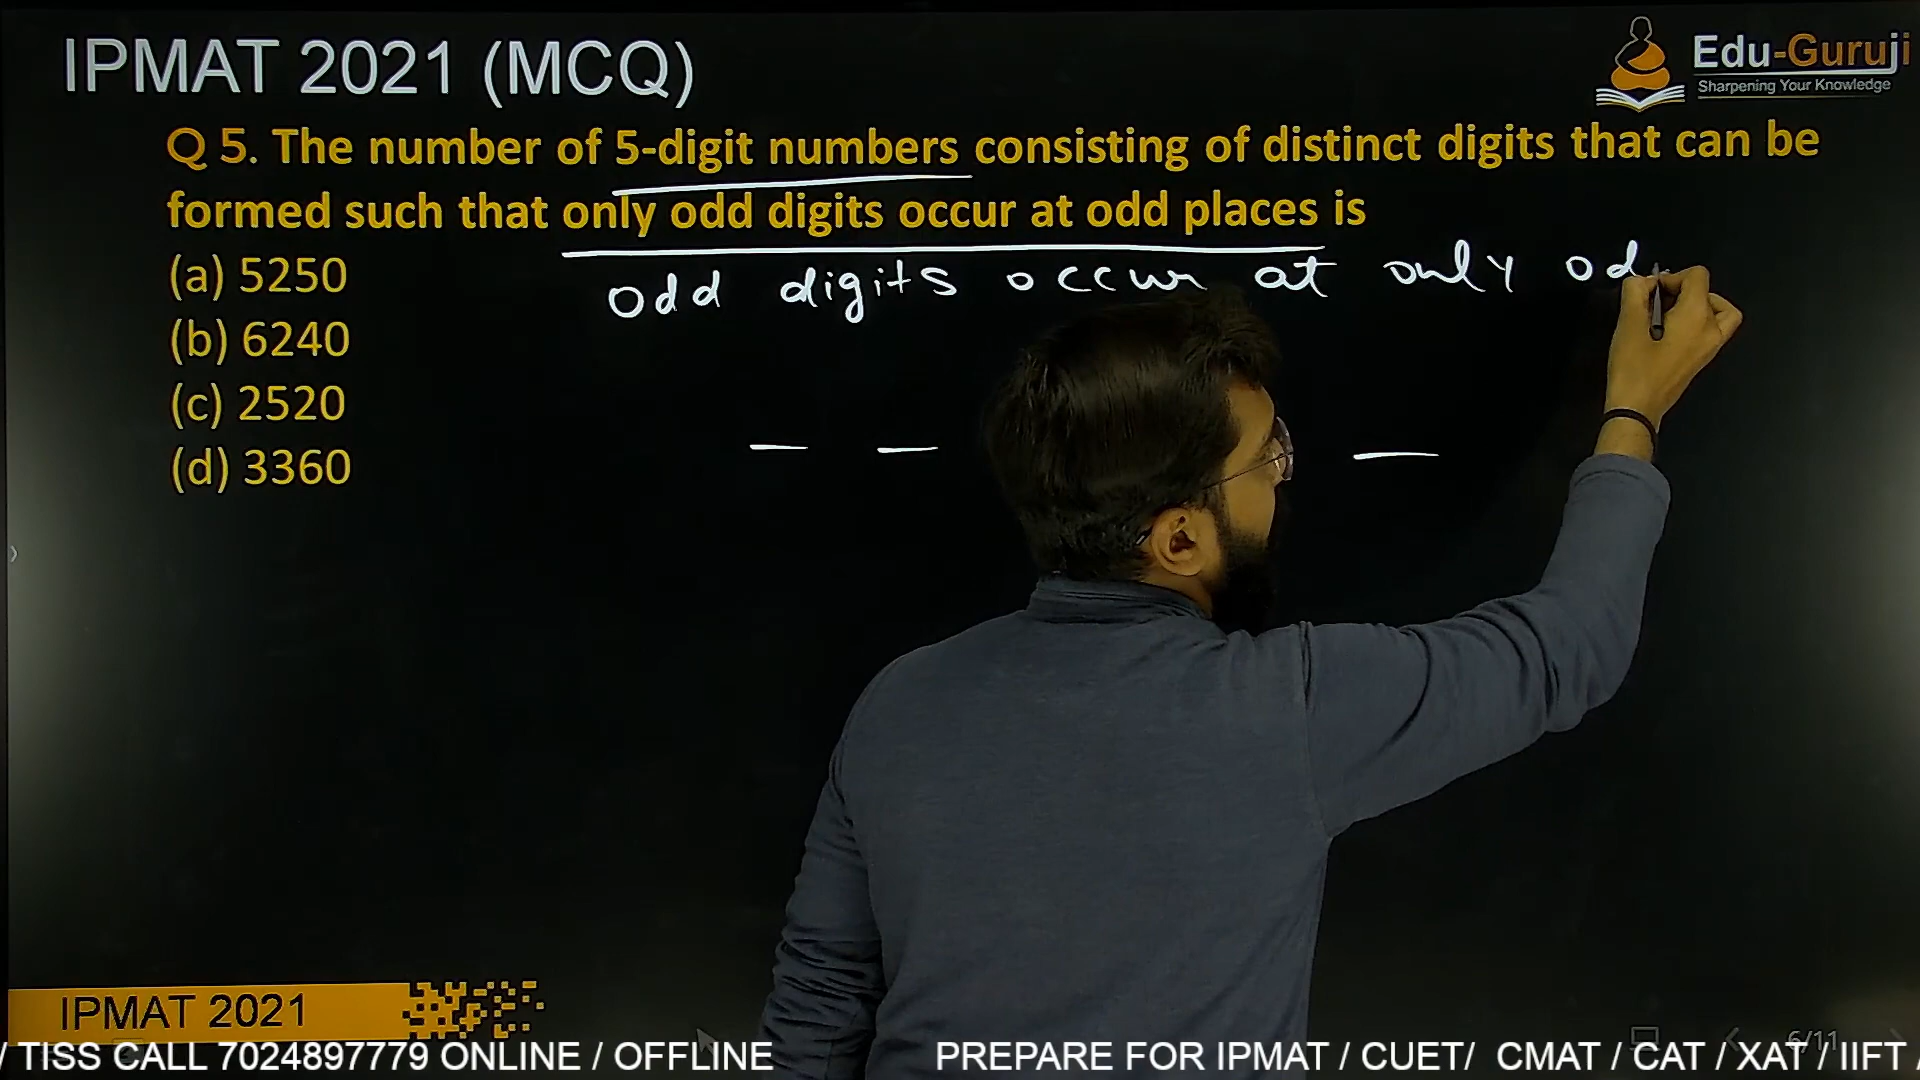 IPMAT 2021 (MCQ)
Edu-Guruji
Sharpening Your Knowledge
Q 5. The number of 5-digit numbers consisting of distinct digits that can be
formed such that only odd digits occur at odd places is
(a) 5250
(b) 6240
(c) 2520
(d) 3360
odd digits occur at only od
IPMAT 2021
6/11
/ TISS CALL 7024897779 ONLINE / OFFLINE PREPARE FOR IPMAT / CUET/ CMAT / CAT / XAT / IIFT /